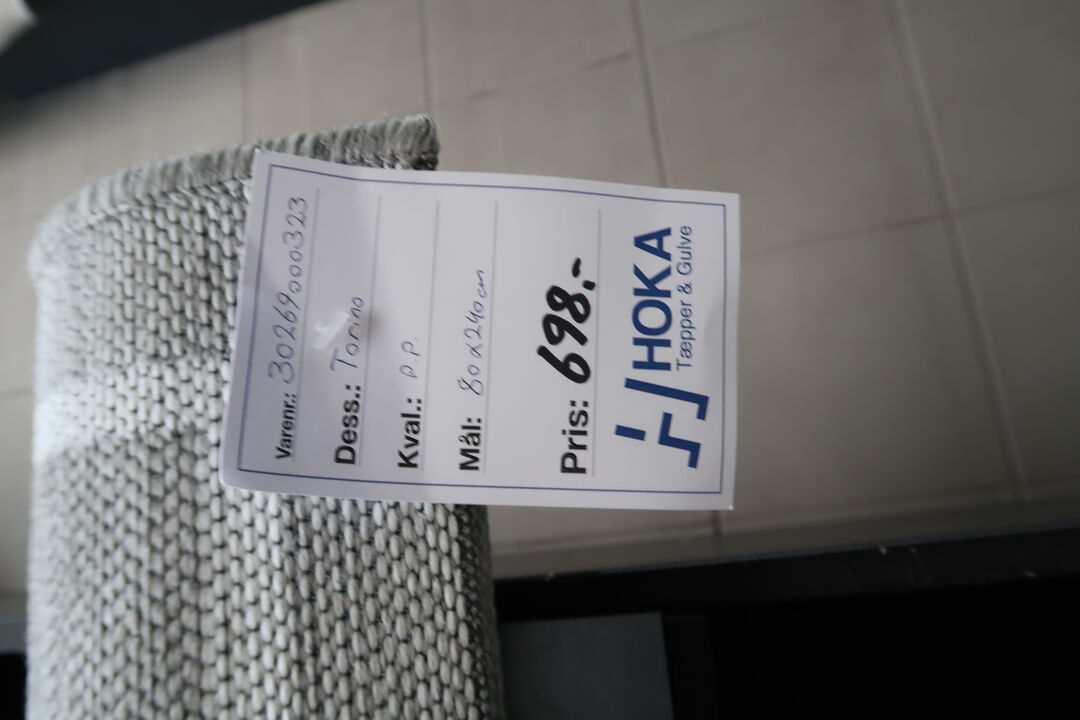 Varenr.: 30269000323
Dess.: Torino
Kval.: P.P.
Mål: 80x240cm
Pris: 698.-
HOKA
Tæpper & Gulve